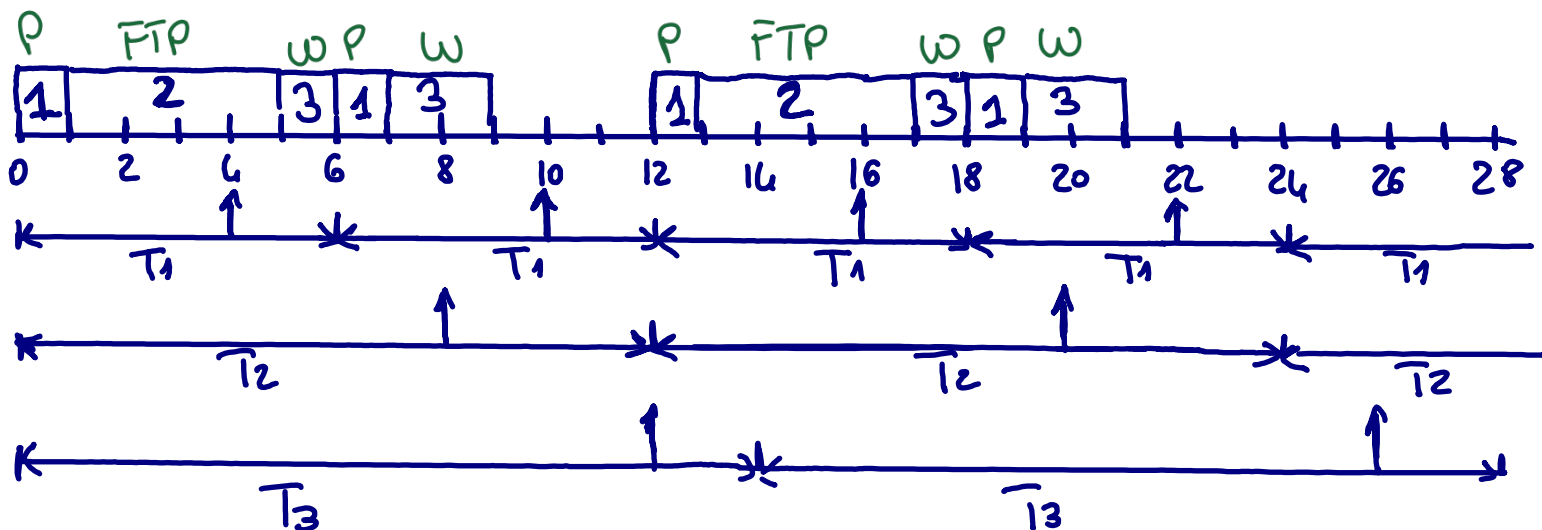 P FTP W P W P FTP W P W
1 2 3 1 3 1 2 3 1 3
0 2 4 6 8 10 12 14 16 18 20 22 24 26 28
T1 T1 T1 T1 T1
T2 T2 T2
T3 T3